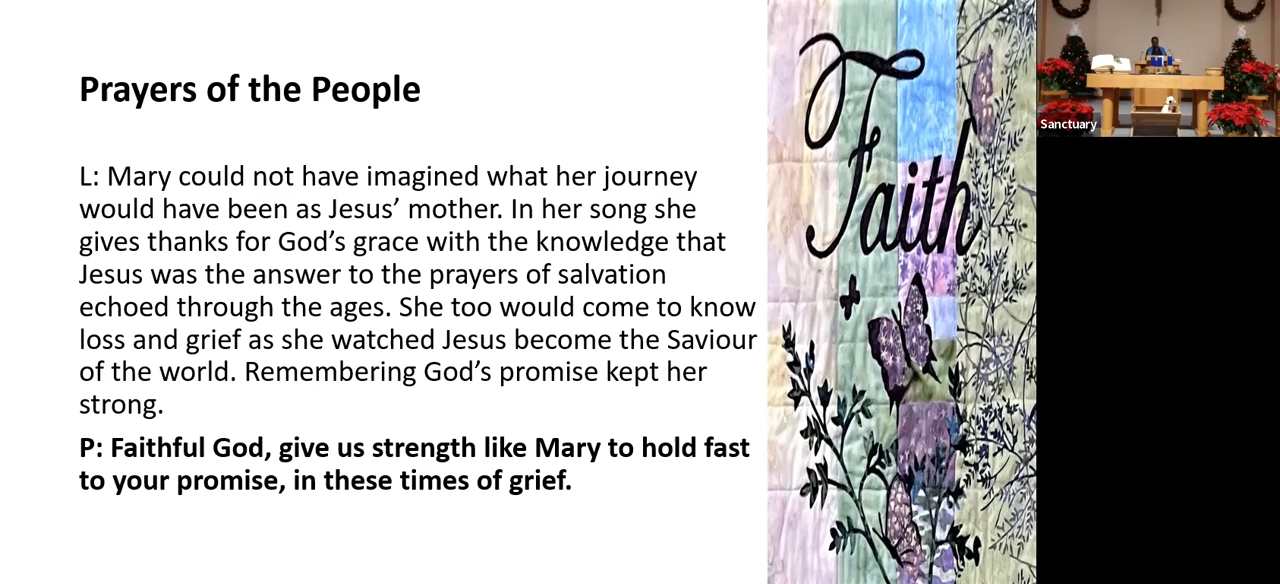 Prayers of the People
L: Mary could not have imagined what her journey
would have been as Jesus’ mother. In her song she
gives thanks for God’s grace with the knowledge that
Jesus was the answer to the prayers of salvation
echoed through the ages. She too would come to know
loss and grief as she watched Jesus become the Saviour
of the world. Remembering God’s promise kept her
strong.
P: Faithful God, give us strength like Mary to hold fast
to your promise, in these times of grief.
Faith
Sanctuary